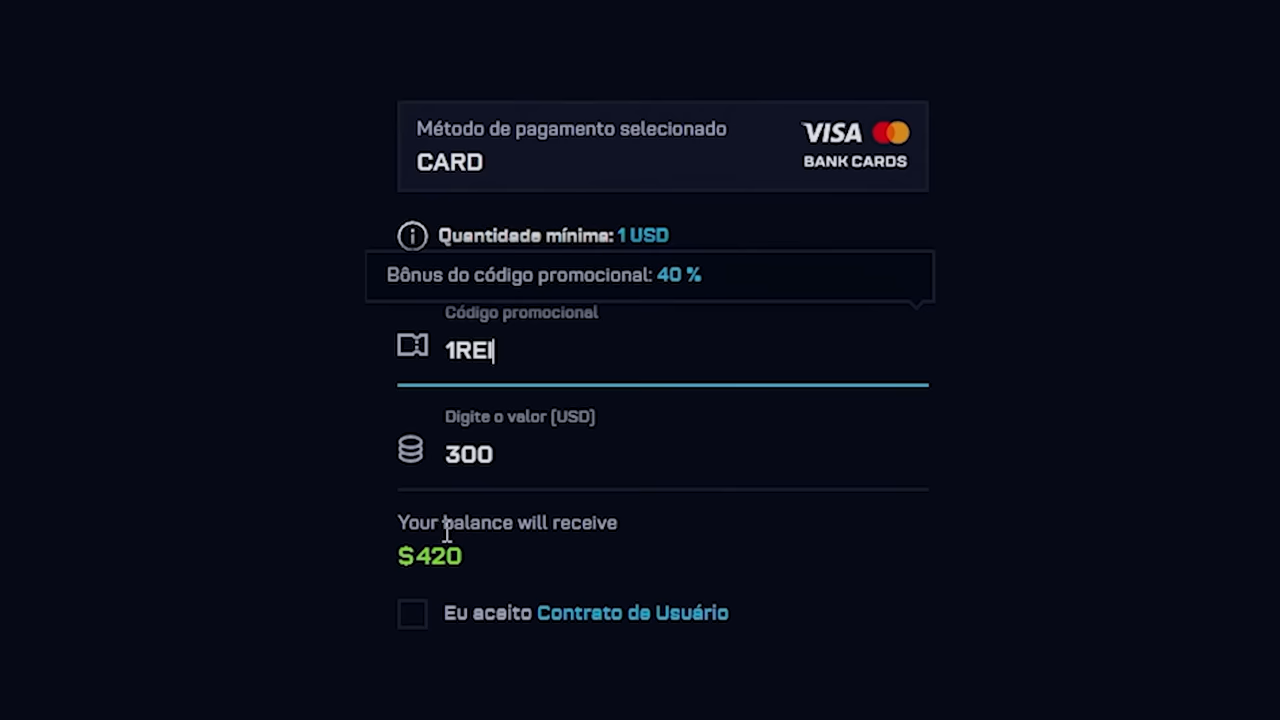 Método de pagamento selecionado
CARD
VISA
BANK CARDS
Quantidade mínima: 1 USD
Bônus do código promocional: 40 %
Código promocional
1REI
Digite o valor (USD)
300
Your balance will receive
$420
Eu aceito Contrato de Usuário